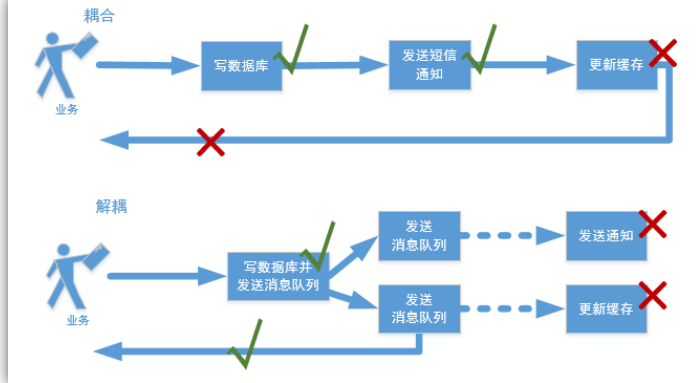 耦合
写数据库
发送短信
通知
更新缓存
业务
解耦
写数据库并
发送消息队列
发送
消息队列
发送通知
发送
消息队列
更新缓存
业务